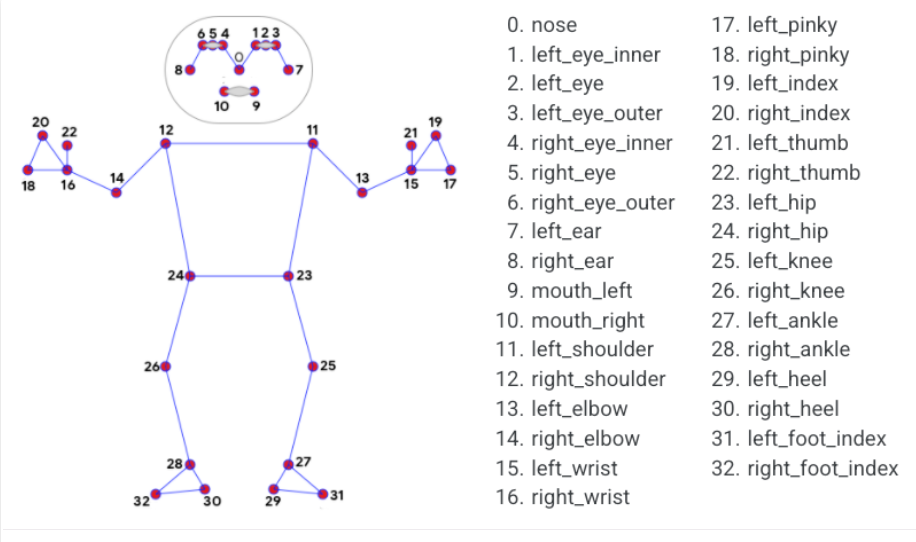 6 5 4 1 2 3
0
8 7
10 9
20 22 12 11 21 19
18 16 14 13 15 17
24 23
26 25
28 27
32 30 29 31
0. nose
1. left_eye_inner
2. left_eye
3. left_eye_outer
4. right_eye_inner
5. right_eye
6. right_eye_outer
7. left_ear
8. right_ear
9. mouth_left
10. mouth_right
11. left_shoulder
12. right_shoulder
13. left_elbow
14. right_elbow
15. left_wrist
16. right_wrist
17. left_pinky
18. right_pinky
19. left_index
20. right_index
21. left_thumb
22. right_thumb
23. left_hip
24. right_hip
25. left_knee
26. right_knee
27. left_ankle
28. right_ankle
29. left_heel
30. right_heel
31. left_foot_index
32. right_foot_index